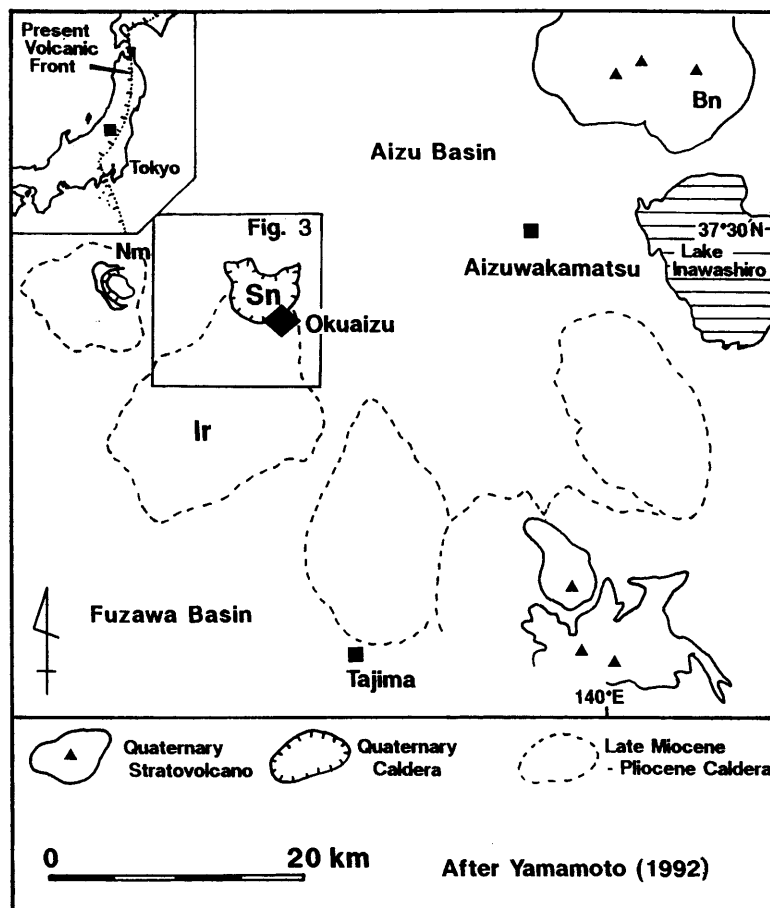 Present
Volcanic
Front
Tokyo
Bn
Aizu Basin
Fig. 3
37°30'N
Lake
Inawashiro
Nm
Sn
Aizuwakamatsu
Okuaizu
Ir
Fuzawa Basin
Tajima
140°E
Quaternary
Stratovolcano
Quaternary
Caldera
Late Miocene
- Pliocene Caldera
0
20 km
After Yamamoto (1992)